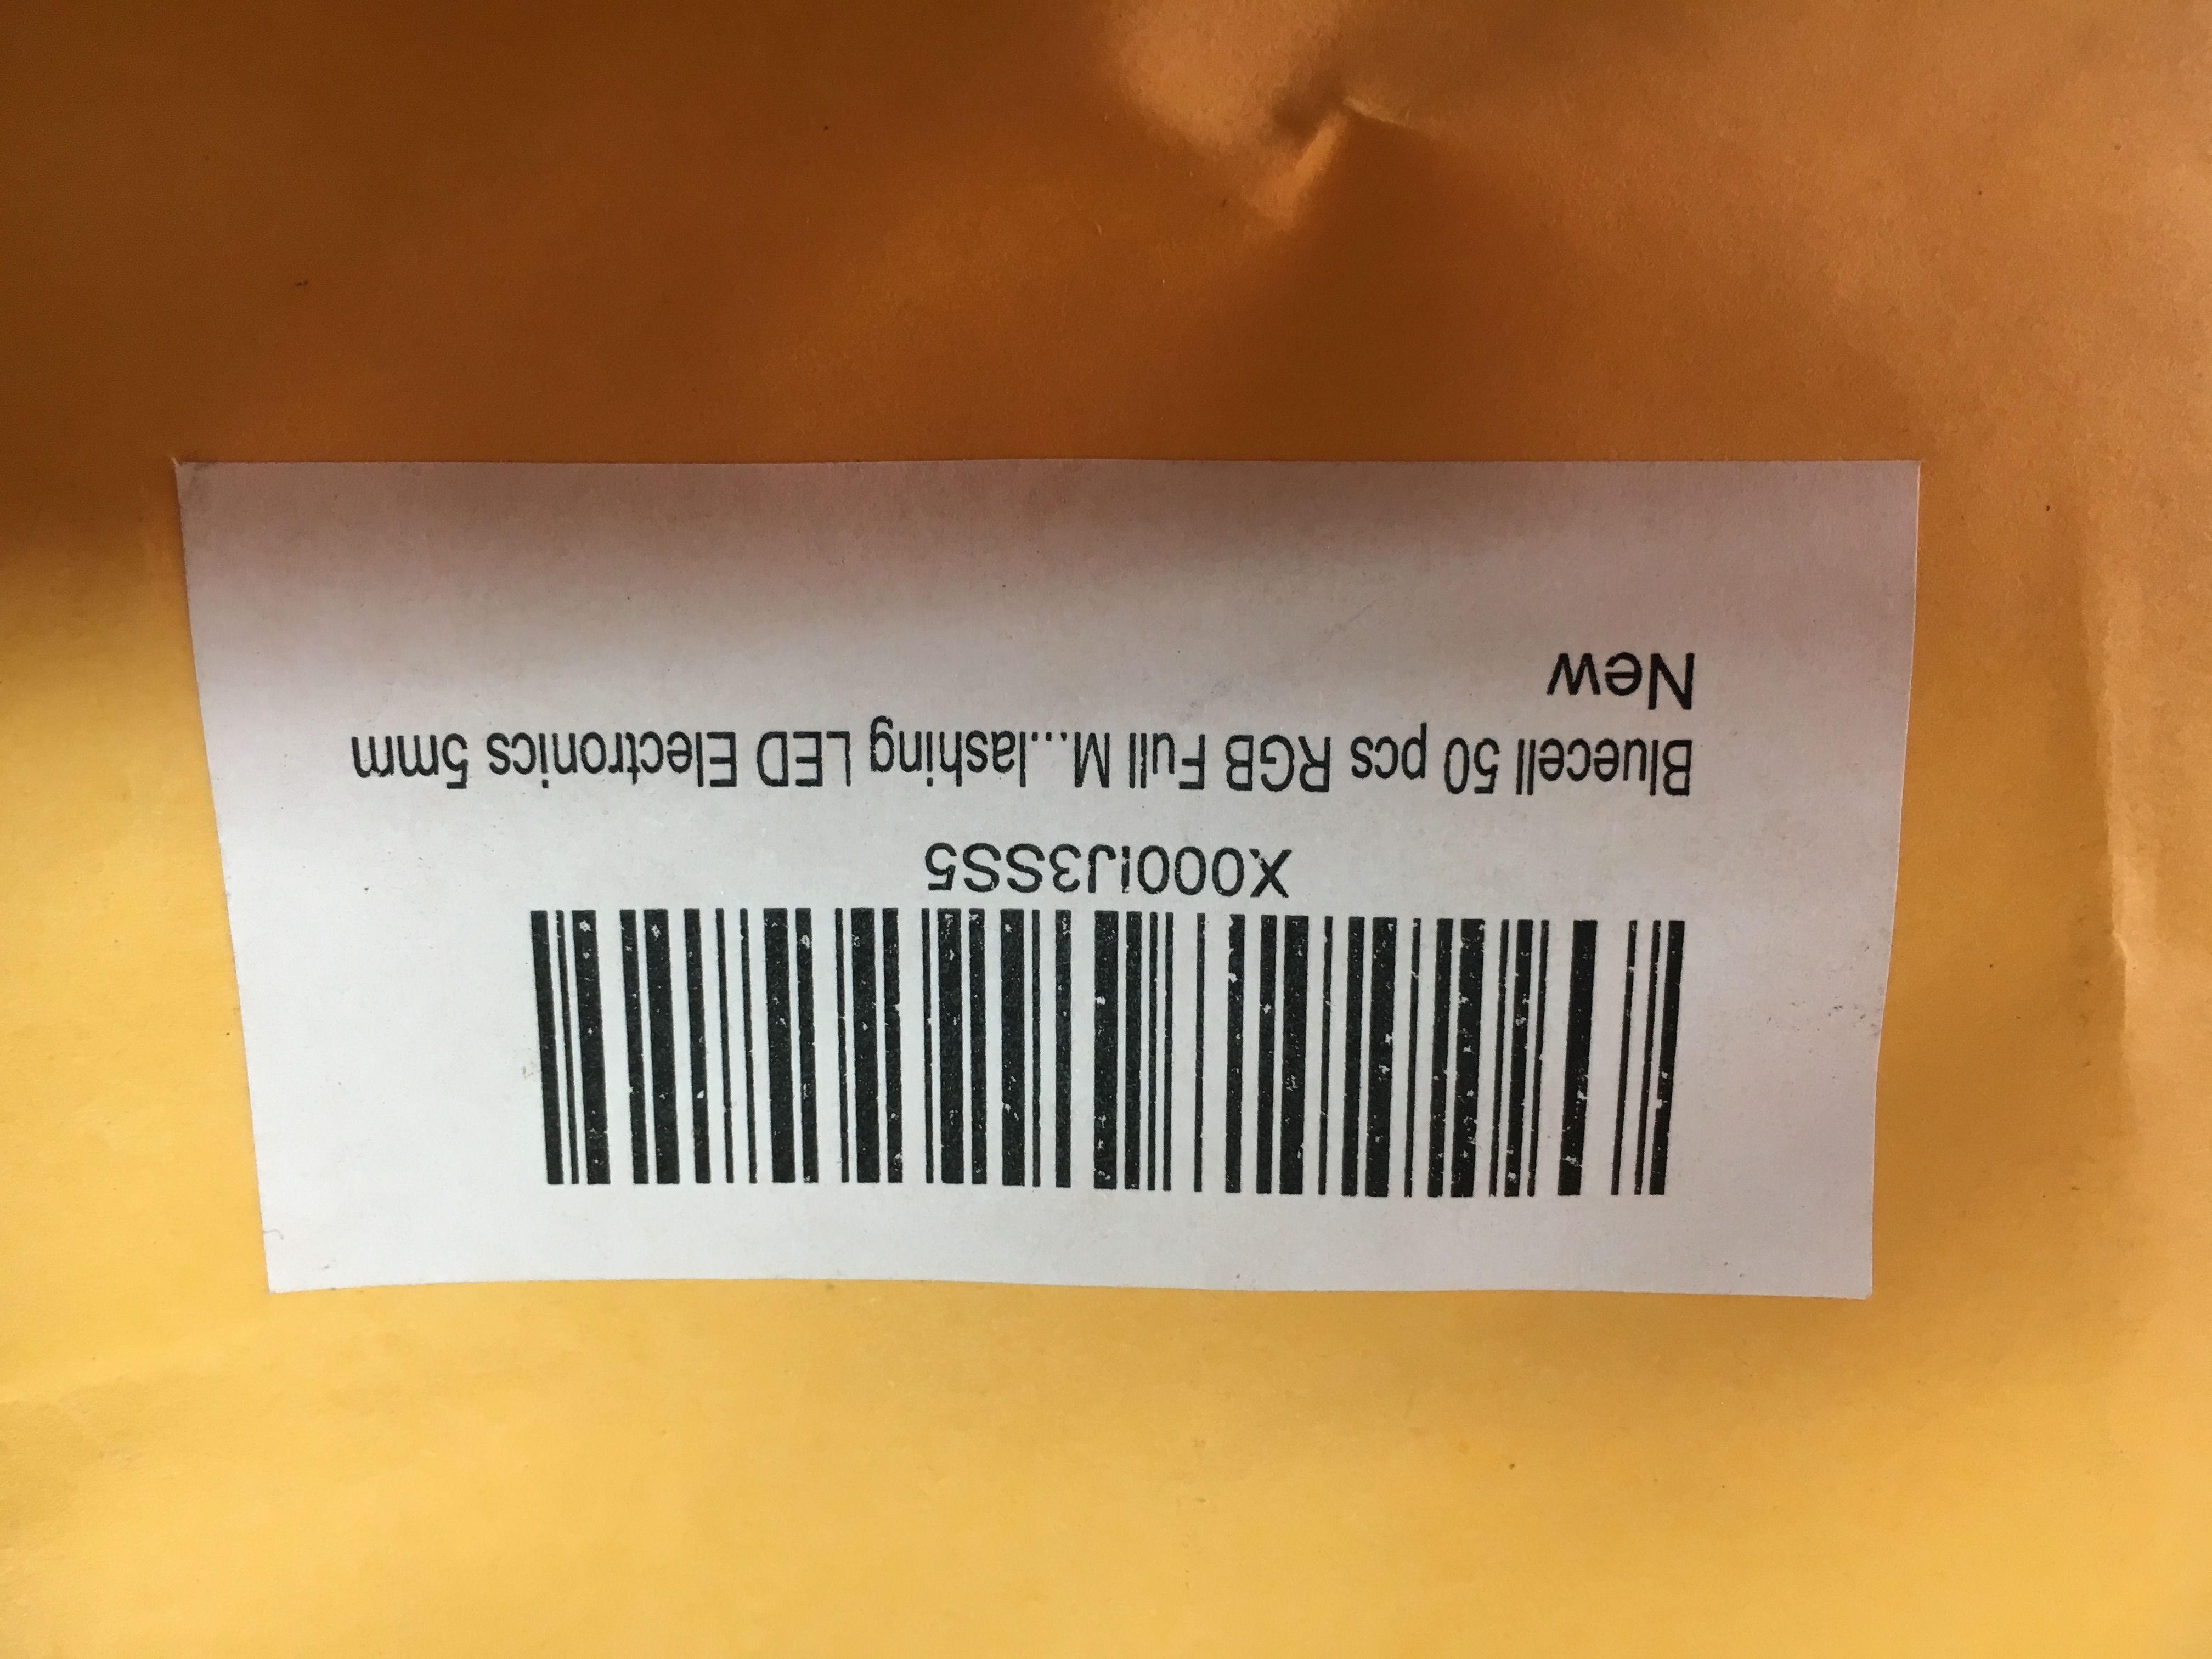 X000IJ3SS5
Bluecell 50 pcs RGB Full M...lashing LED Electronics 5mm
New